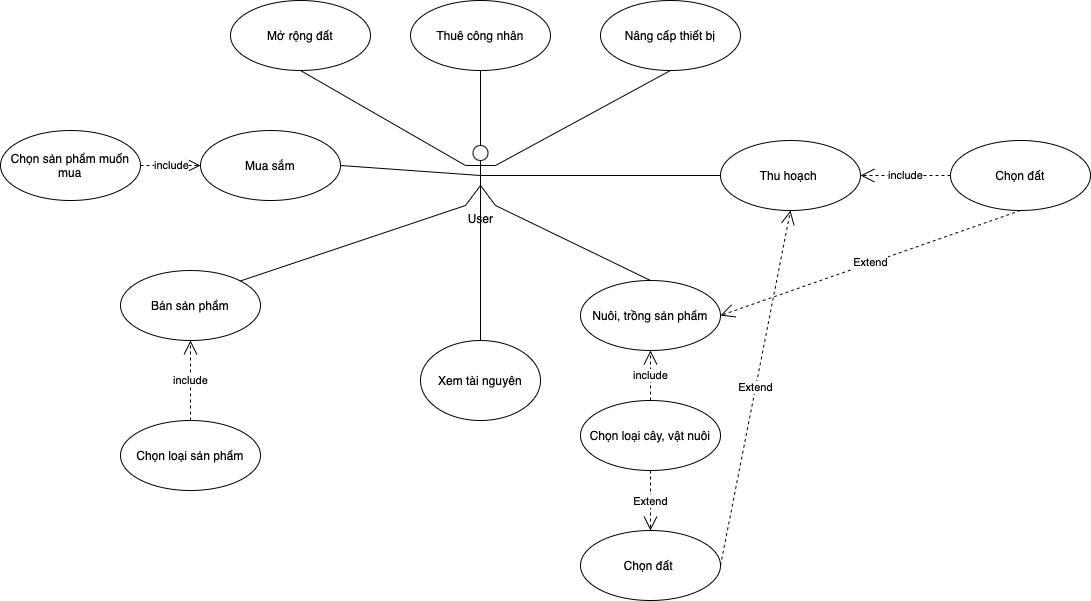 Mở rộng đất
Thuê công nhân
Nâng cấp thiết bị
Chọn sản phẩm muốn
mua
include
Mua sắm
Thu hoạch
include
Chọn đất
User
Extend
Bán sản phẩm
Nuôi, trồng sản phẩm
include
Xem tài nguyên
include
Extend
Chọn loại sản phẩm
Chọn loại cây, vật nuôi
Extend
Chọn đất